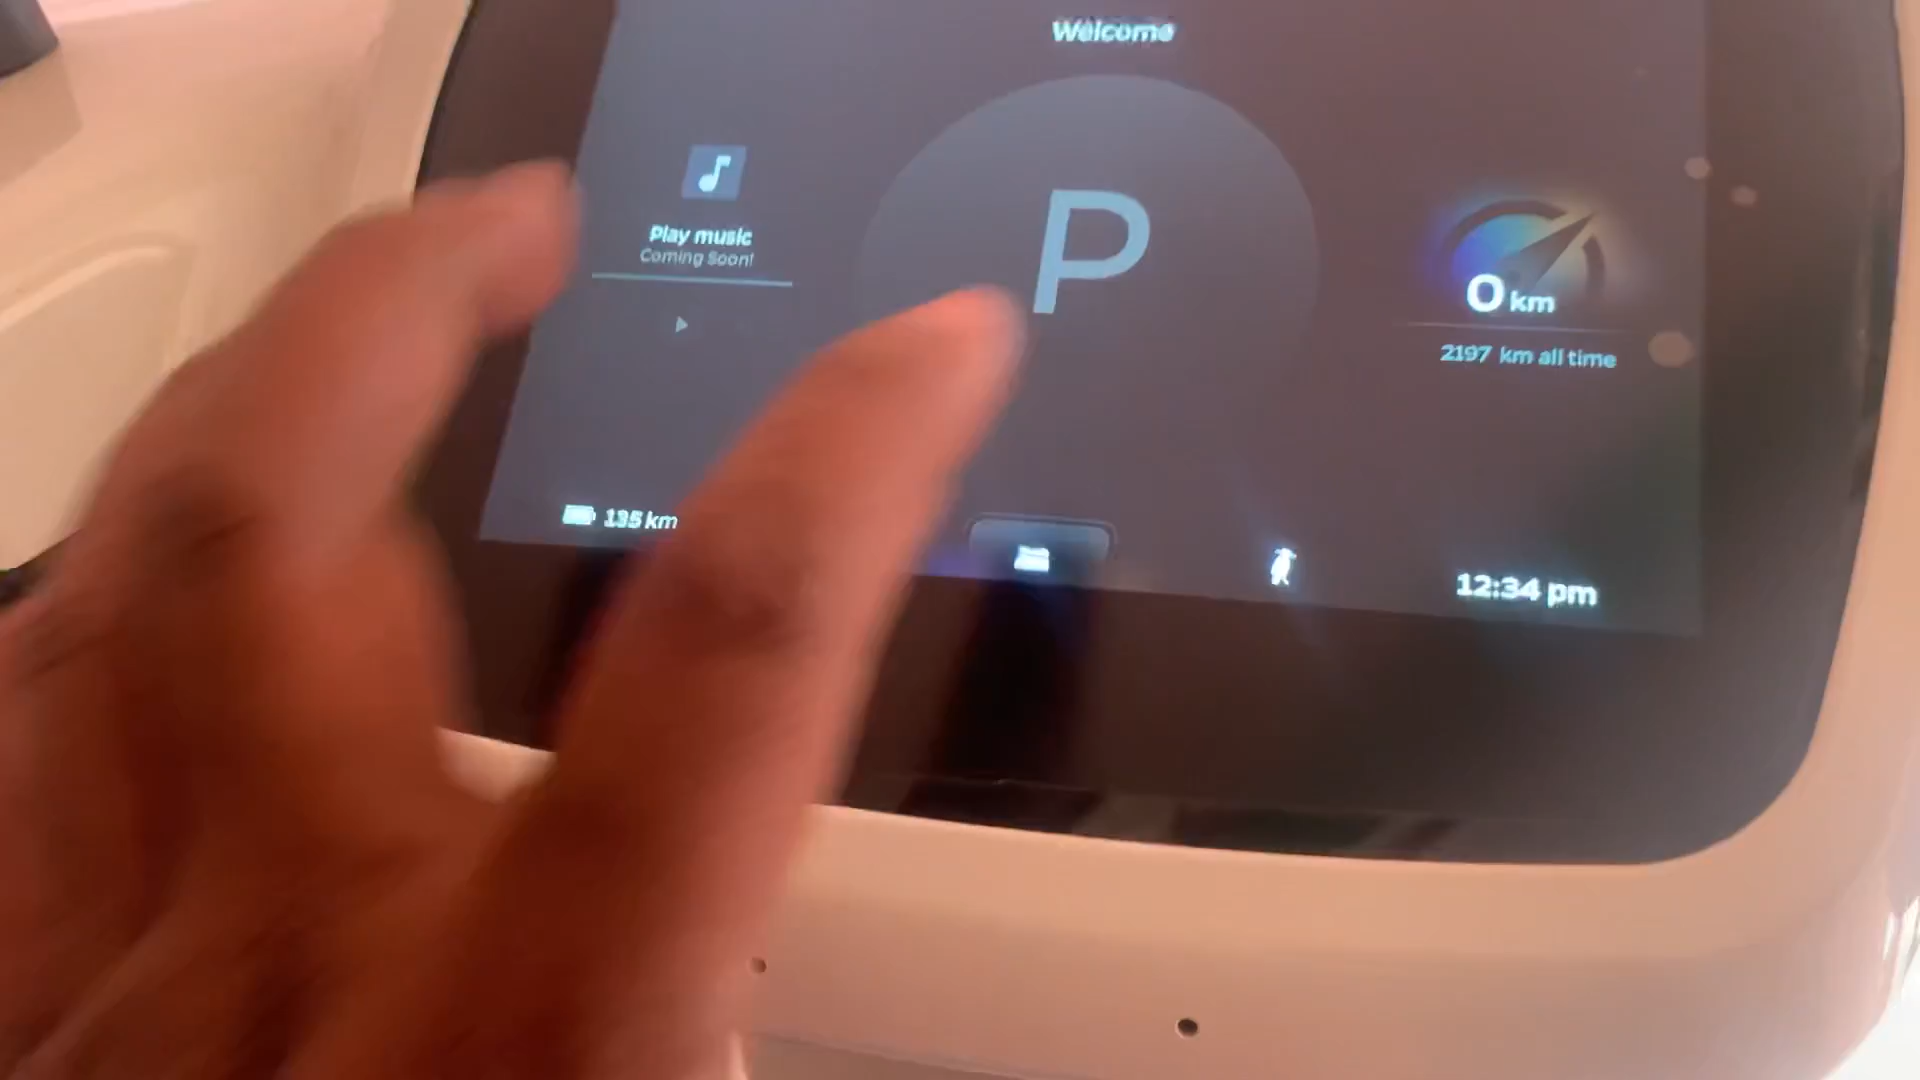 Welcome
Play music
Coming Soon!
P
0 km
2197 km all time
135 km
12:34 pm